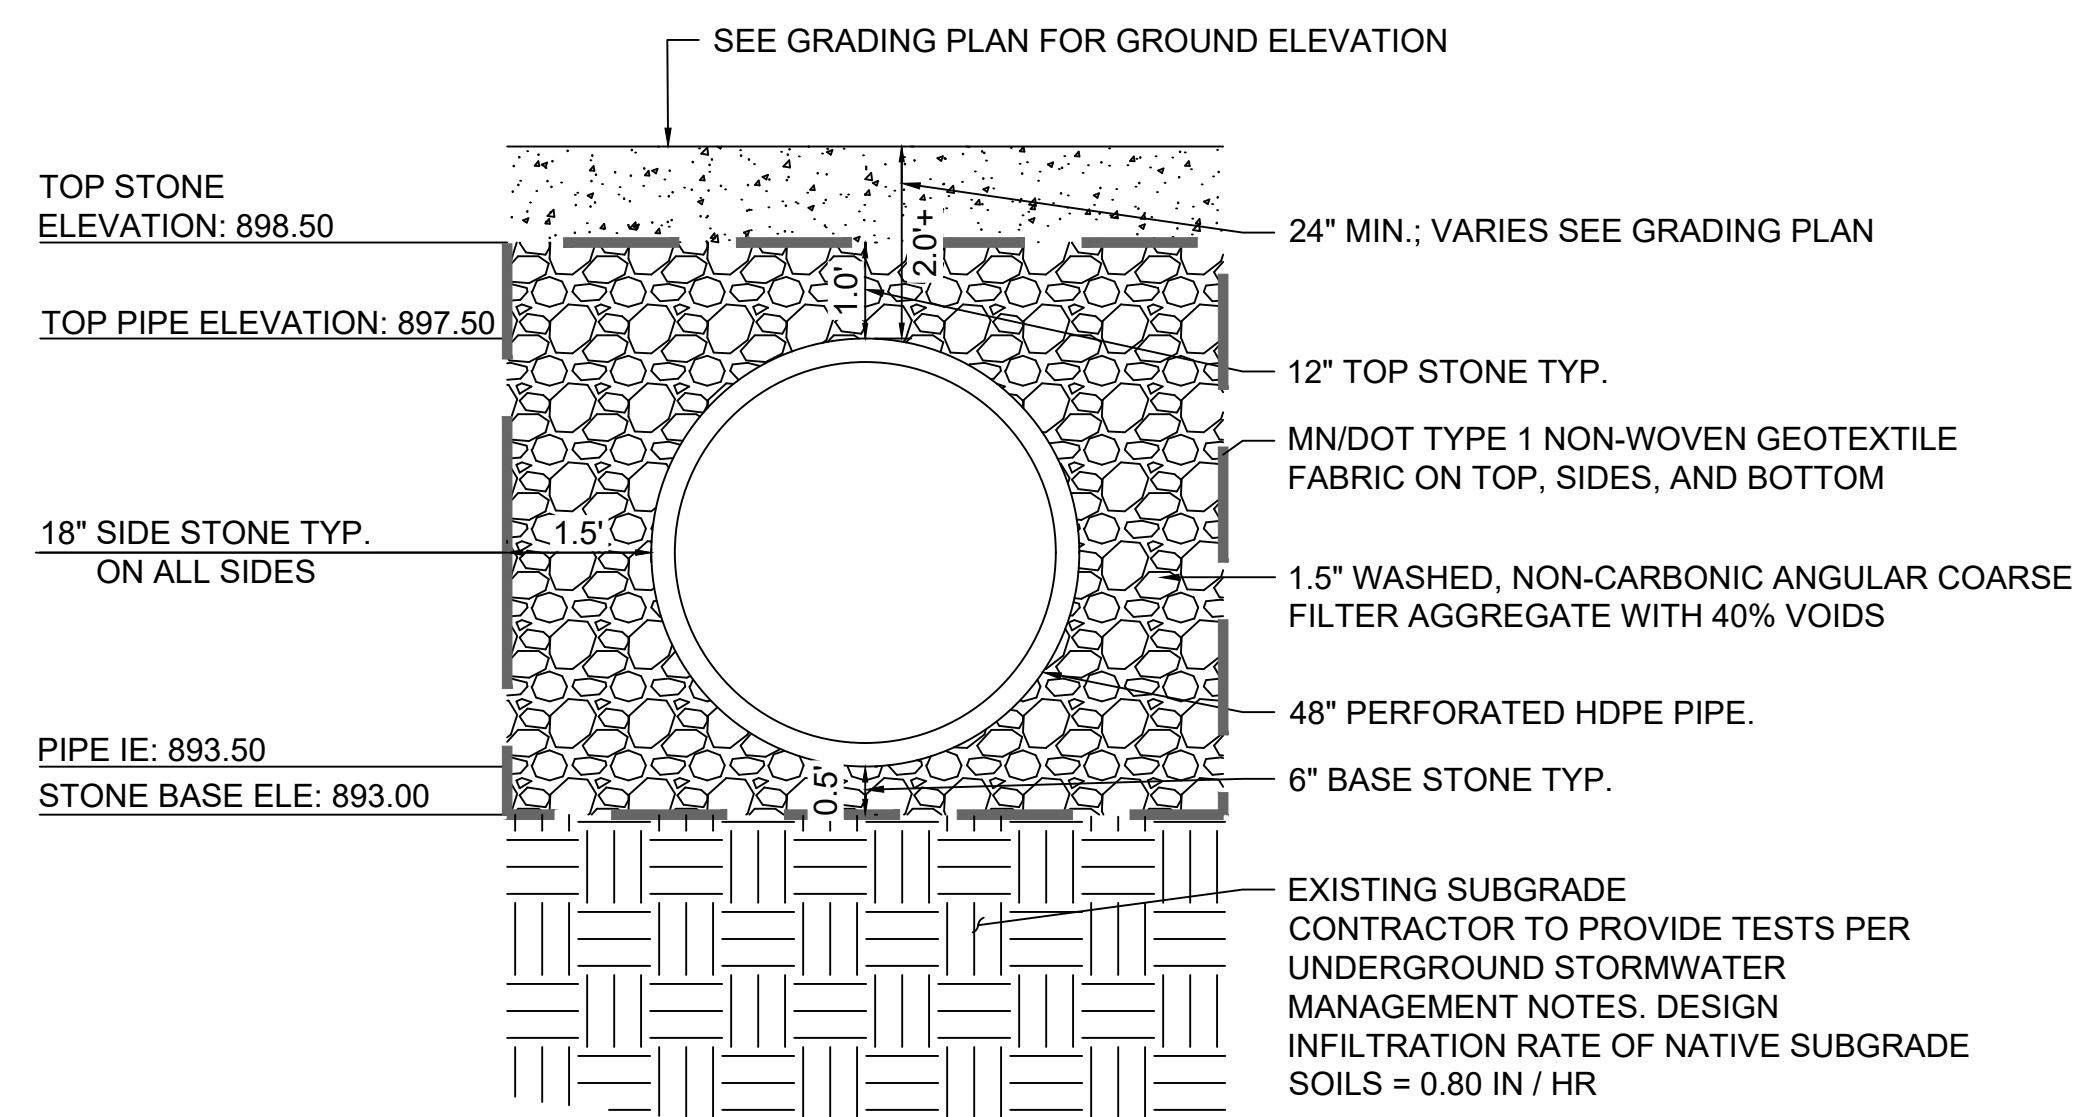 SEE GRADING PLAN FOR GROUND ELEVATION
TOP STONE
ELEVATION: 898.50
24" MIN.; VARIES SEE GRADING PLAN
2.0'+
1.0'
TOP PIPE ELEVATION: 897.50
12" TOP STONE TYP.
MN/DOT TYPE 1 NON-WOVEN GEOTEXTILE
FABRIC ON TOP, SIDES, AND BOTTOM
18" SIDE STONE TYP.
ON ALL SIDES
1.5'
1.5" WASHED, NON-CARBONIC ANGULAR COARSE
FILTER AGGREGATE WITH 40% VOIDS
48" PERFORATED HDPE PIPE.
PIPE IE: 893.50
STONE BASE ELE: 893.00
0.5'
6" BASE STONE TYP.
EXISTING SUBGRADE
CONTRACTOR TO PROVIDE TESTS PER
UNDERGROUND STORMWATER
MANAGEMENT NOTES. DESIGN
INFILTRATION RATE OF NATIVE SUBGRADE
SOILS = 0.80 IN / HR